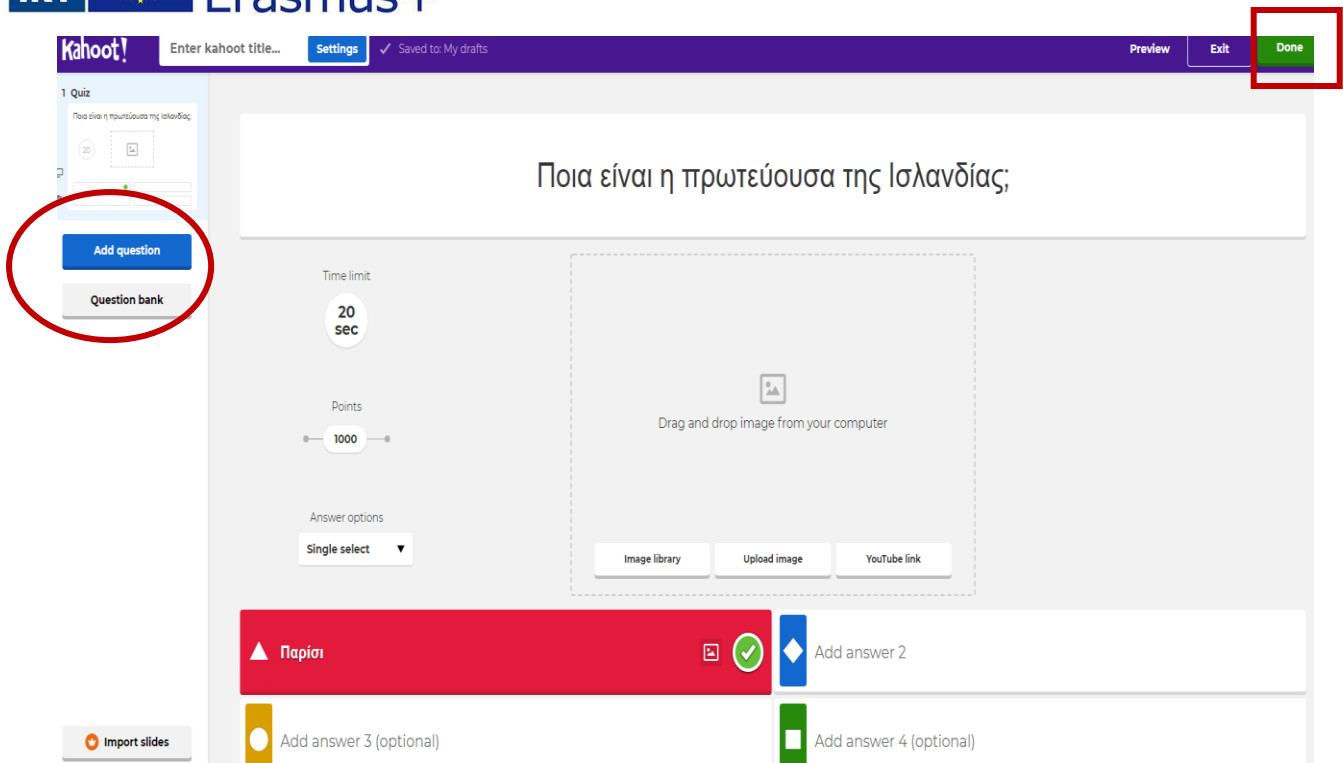 Erasmus+
Kahoot!
Enter kahoot title...
Settings
✓ Saved to: My drafts
Preview
Exit
Done
1 Quiz
Ποια είναι η πρωτεύουσα της Ισλανδίας;
20
Add question
Question bank
Ποια είναι η πρωτεύουσα της Ισλανδίας;
Time limit
20
sec
Points
1000
Answer options
Single select
Drag and drop image from your computer
Image library
Upload image
YouTube link
Παρίσι
Add answer 2
Add answer 3 (optional)
Add answer 4 (optional)
Import slides